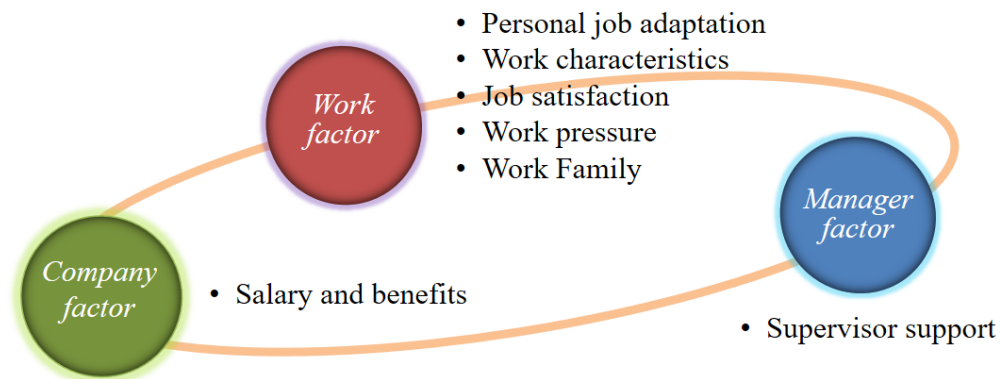 • Personal job adaptation
• Work characteristics
• Job satisfaction
• Work pressure
• Work Family
Work
factor
Manager
factor
Company
factor
• Salary and benefits
• Supervisor support